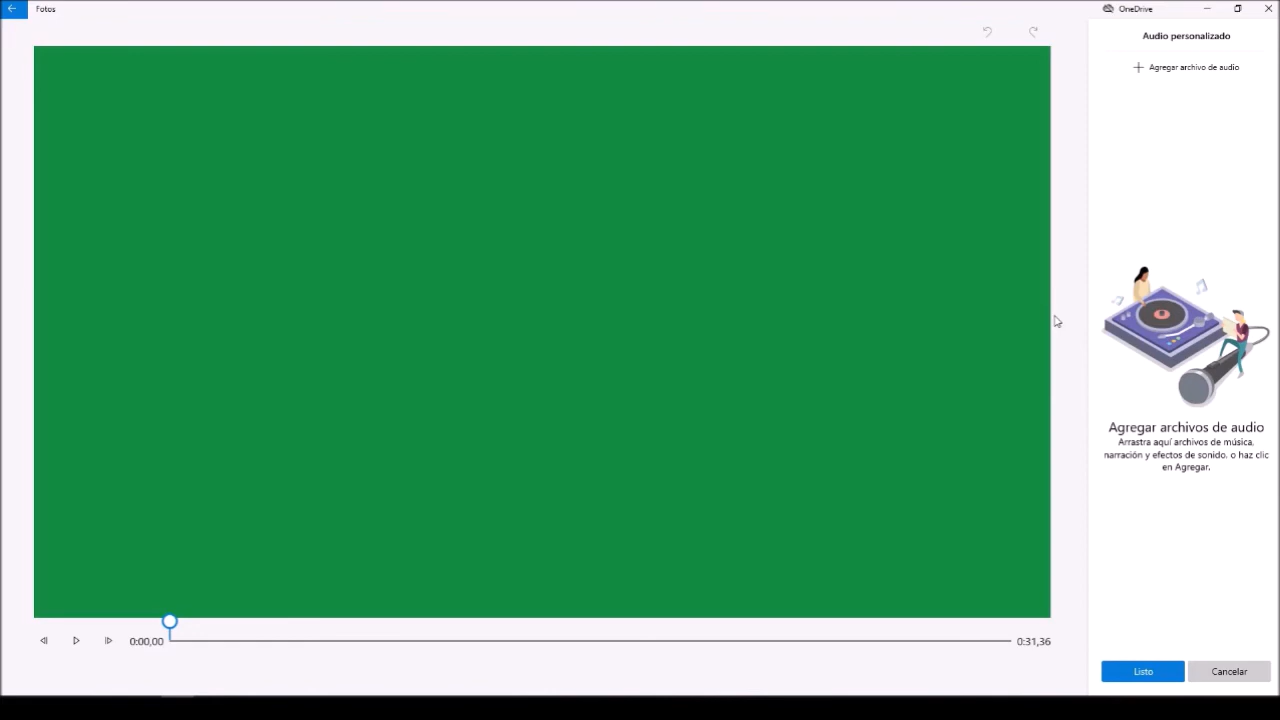 Fotos
OneDrive
Audio personalizado
Agregar archivo de audio
Agregar archivos de audio
Arrastra aquí archivos de música,
narración y efectos de sonido, o haz clic
en Agregar.
0:00,00
0:31,36
Listo
Cancelar